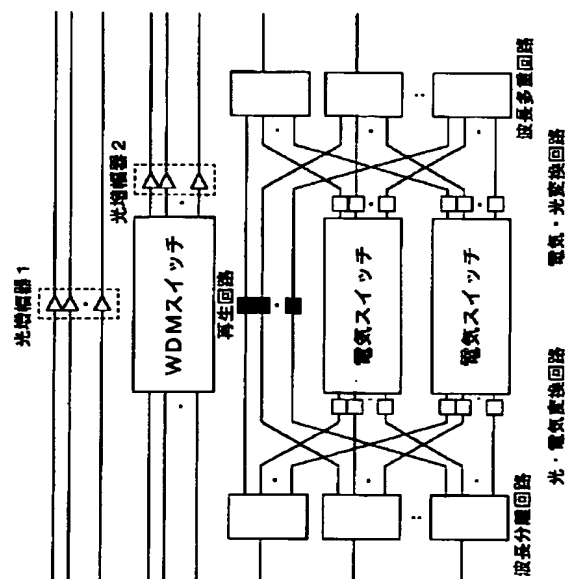 光増幅器1
光増幅器2
WDMスイッチ
再生回路
電気スイッチ
電気スイッチ
波長多重回路
電気・光変換回路
光・電気変換回路
波長分離回路